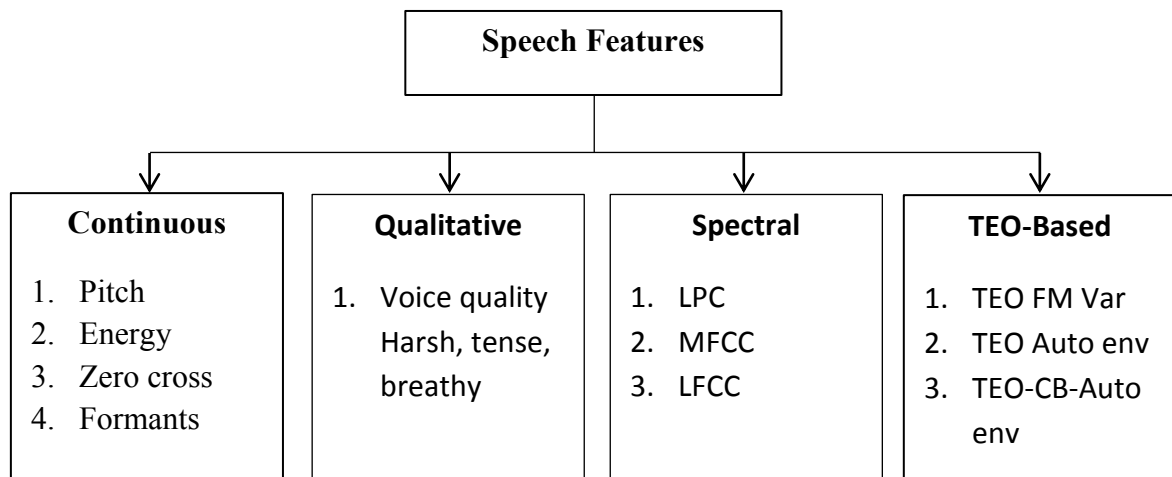 Speech Features
Continuous
1. Pitch
2. Energy
3. Zero cross
4. Formants
Qualitative
1. Voice quality
Harsh, tense,
breathy
Spectral
1. LPC
2. MFCC
3. LFCC
TEO-Based
1. TEO FM Var
2. TEO Auto env
3. TEO-CB-Auto
env